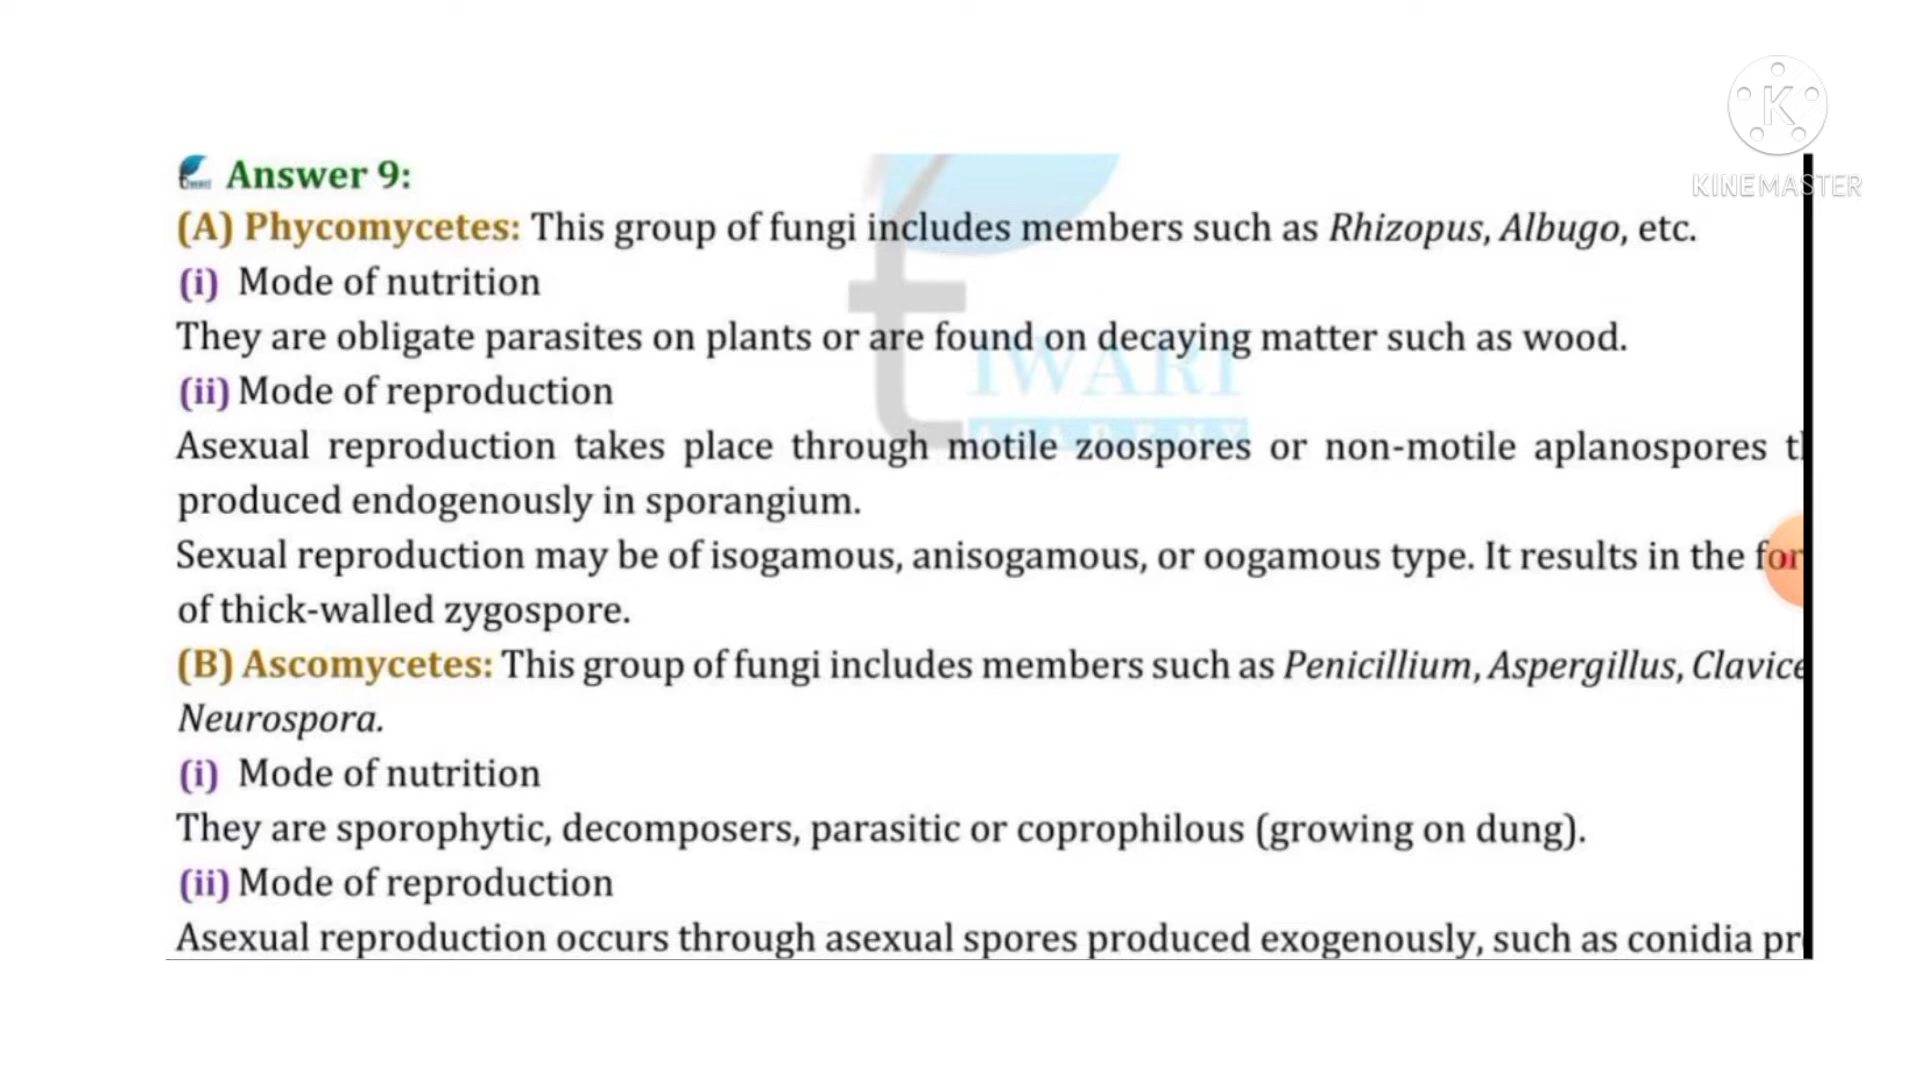 KINEMASTER
Answer 9:
(A) Phycomycetes: This group of fungi includes members such as Rhizopus, Albugo, etc.
(i) Mode of nutrition
They are obligate parasites on plants or are found on decaying matter such as wood.
(ii) Mode of reproduction
Asexual reproduction takes place through motile zoospores or non-motile aplanospores
produced endogenously in sporangium.
Sexual reproduction may be of isogamous, anisogamous, or oogamous type. It results in the
of thick-walled zygospore.
(B) Ascomycetes: This group of fungi includes members such as Penicillium, Aspergillus,
Neurospora.
(i) Mode of nutrition
They are sporophytic, decomposers, parasitic or coprophilous (growing on dung).
(ii) Mode of reproduction
Asexual reproduction occurs through asexual spores produced exogenously, such as conidia
IWARI
ACADEMY